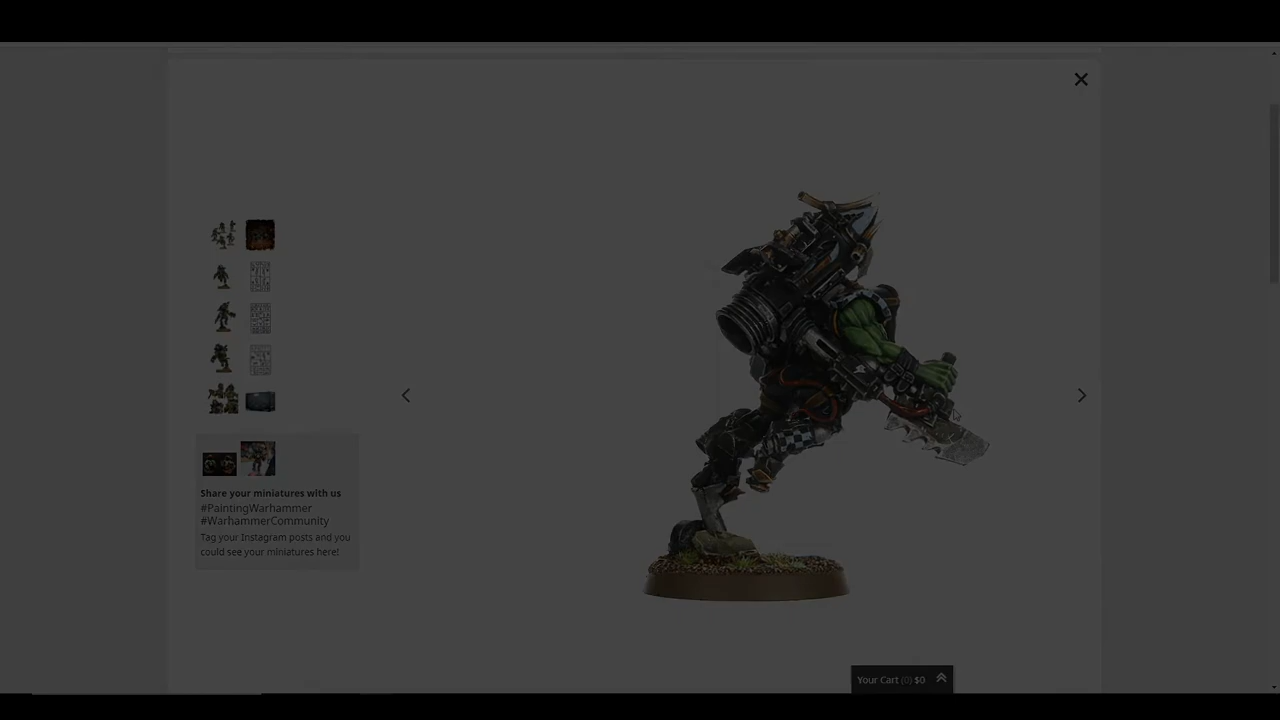 Share your miniatures with us
#PaintingWarhammer
#WarhammerCommunity
Tag your Instagram posts and you
could see your miniatures here!
Your Cart (0) $0